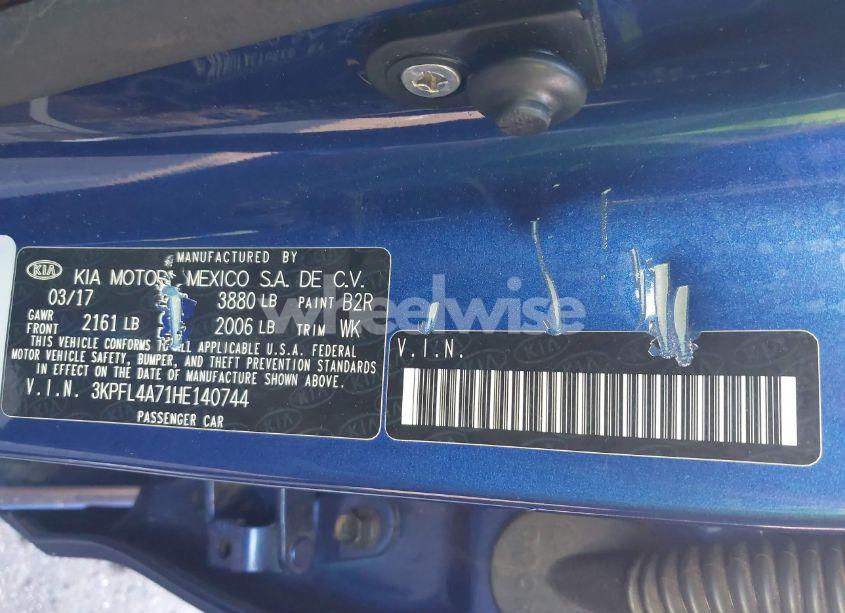 MANUFACTURED BY
KIA KIA MOTORS MEXICO S.A. DE C.V.
03/17 3880 LB PAINT B2R
GAWR
FRONT 2161 LB 2006 LB TRIM WK
THIS VEHICLE CONFORMS TO ALL APPLICABLE U.S.A. FEDERAL
MOTOR VEHICLE SAFETY, BUMPER, AND THEFT PREVENTION STANDARDS
IN EFFECT ON THE DATE OF MANUFACTURE SHOWN ABOVE.
V.I.N. 3KPFL4A71HE140744
PASSENGER CAR
V.I.N.
wheelwise